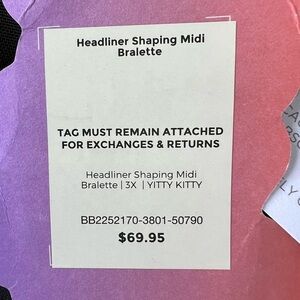 Headliner Shaping Midi
Bralette
TAG MUST REMAIN ATTACHED
FOR EXCHANGES & RETURNS
Headliner Shaping Midi
Bralette | 3X | YITTY KITTY
BB2252170-3801-50790
$69.95